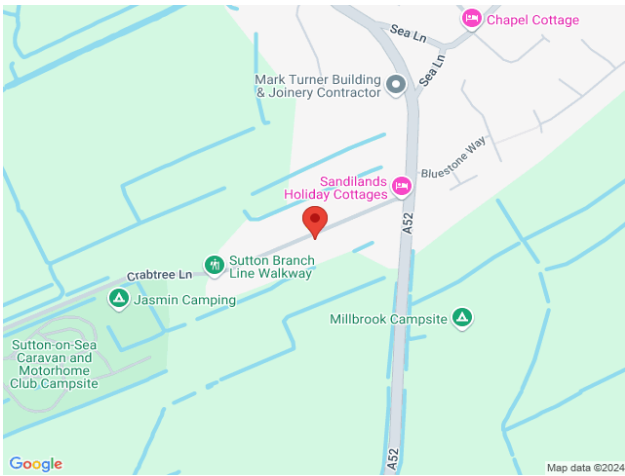 Chapel Cottage
Sea Ln
Sea Ln
Mark Turner Building
& Joinery Contractor
Bluestone Way
Sandilands
Holiday Cottages
A52
Sutton Branch
Line Walkway
Crabtree Ln
Jasmin Camping
Millbrook Campsite
Sutton-on-Sea
Caravan and
Motorhome
Club Campsite
A52
Google
Map data ©2024